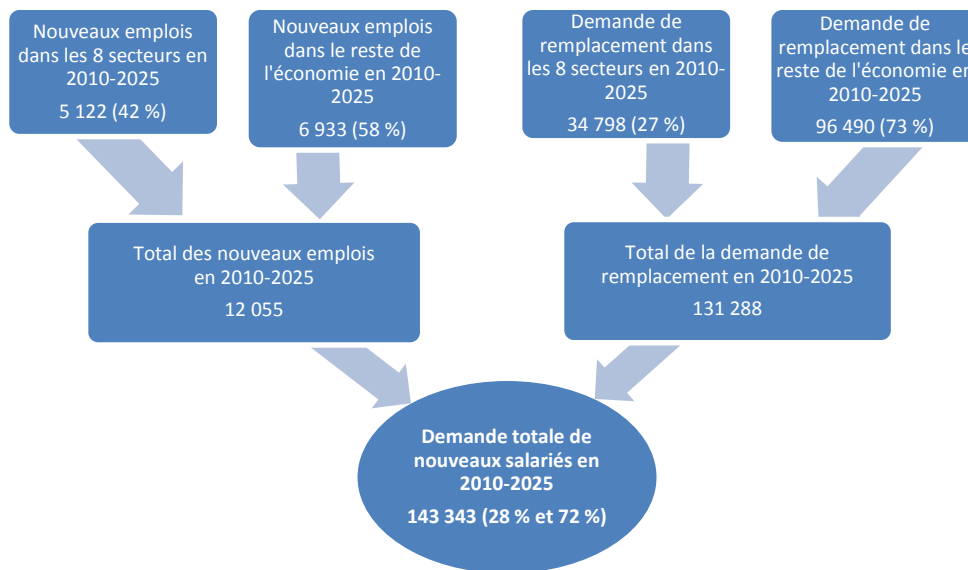 Nouveaux emplois
dans les 8 secteurs en
2010-2025
5 122 (42 %)
Nouveaux emplois
dans le reste de
l'économie en 2010-
2025
6 933 (58 %)
Demande de
remplacement dans
les 8 secteurs en 2010-
2025
34 798 (27 %)
Demande de
remplacement dans le
reste de l'économie en
2010-2025
96 490 (73 %)
Total des nouveaux emplois
en 2010-2025
12 055
Total de la demande de
remplacement en 2010-2025
131 288
Demande totale de
nouveaux salariés en
2010-2025
143 343 (28 % et 72 %)